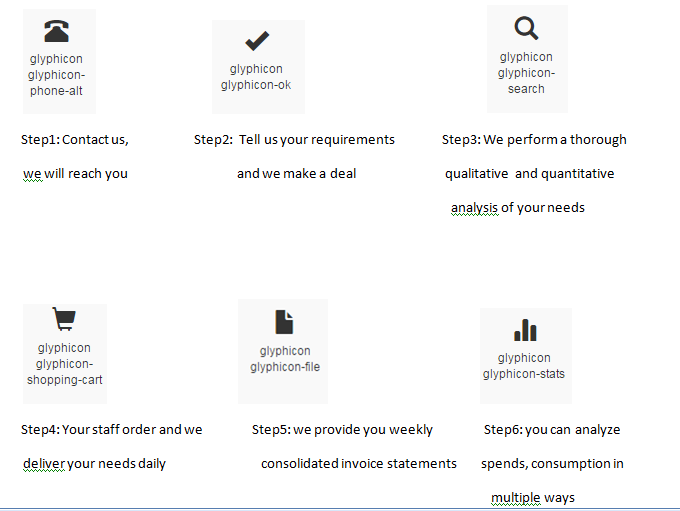 glyphicon
glyphicon-
phone-alt
glyphicon
glyphicon-ok
glyphicon
glyphicon-
search
Step1: Contact us,
we will reach you
Step2: Tell us your requirements
and we make a deal
Step3: We perform a thorough
qualitative and quantitative
analysis of your needs
glyphicon
glyphicon-
shopping-cart
glyphicon
glyphicon-file
glyphicon
glyphicon-stats
Step4: Your staff order and we
deliver your needs daily
Step5: we provide you weekly
consolidated invoice statements
Step6: you can analyze
spends, consumption in
multiple ways